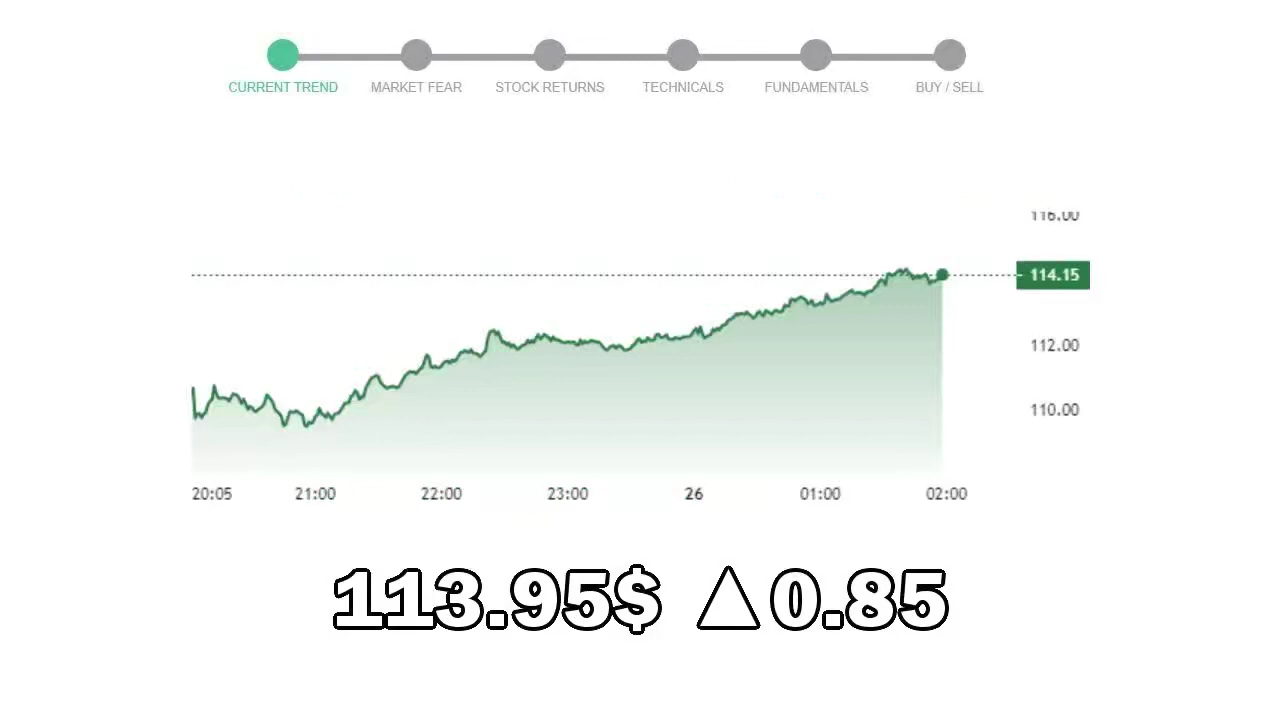 CURRENT TREND MARKET FEAR STOCK RETURNS TECHNICALS FUNDAMENTALS BUY / SELL
116.00
114.15
112.00
110.00
20:05 21:00 22:00 23:00 26 01:00 02:00
113.95$ △0.85